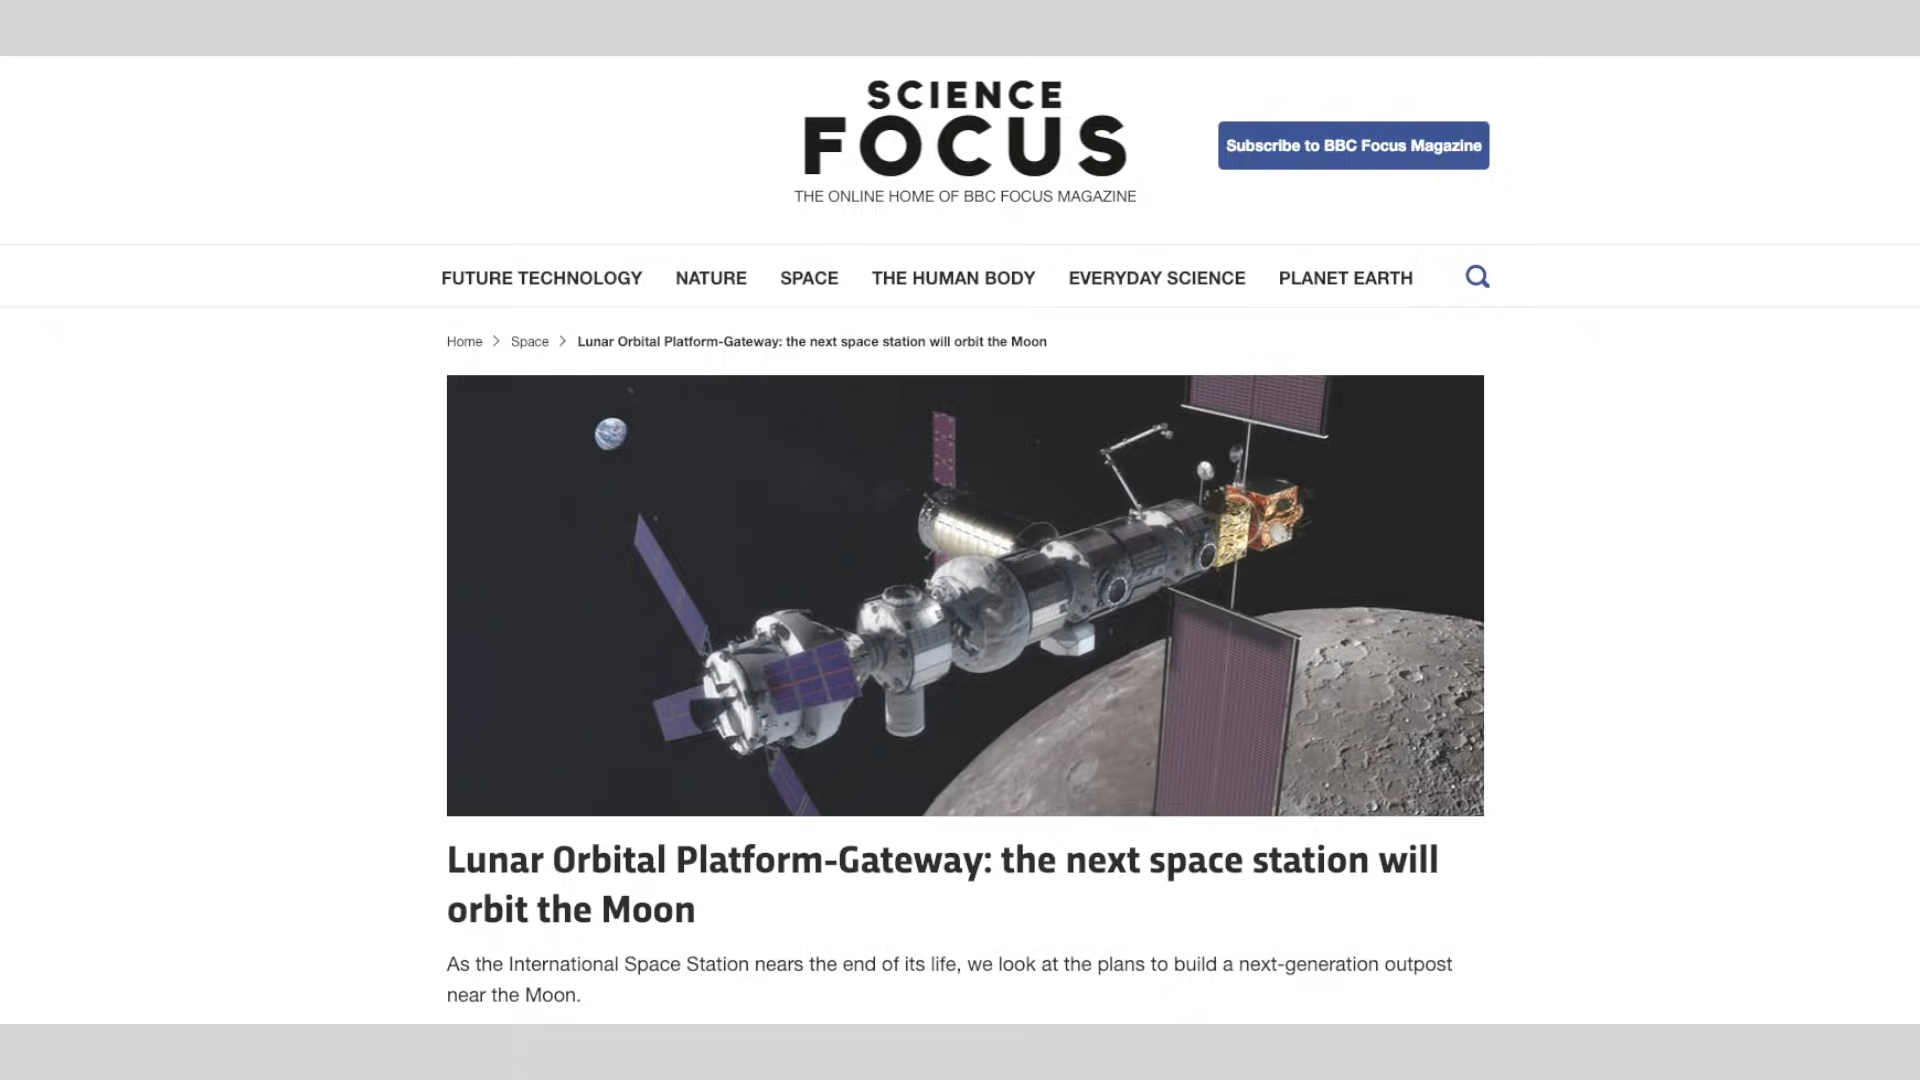 SCIENCE
FOCUS
THE ONLINE HOME OF BBC FOCUS MAGAZINE
Subscribe to BBC Focus Magazine
FUTURE TECHNOLOGY NATURE SPACE THE HUMAN BODY EVERYDAY SCIENCE PLANET EARTH
Home > Space > Lunar Orbital Platform-Gateway: the next space station will orbit the Moon
Lunar Orbital Platform-Gateway: the next space station will
orbit the Moon
As the International Space Station nears the end of its life, we look at the plans to build a next-generation outpost
near the Moon.